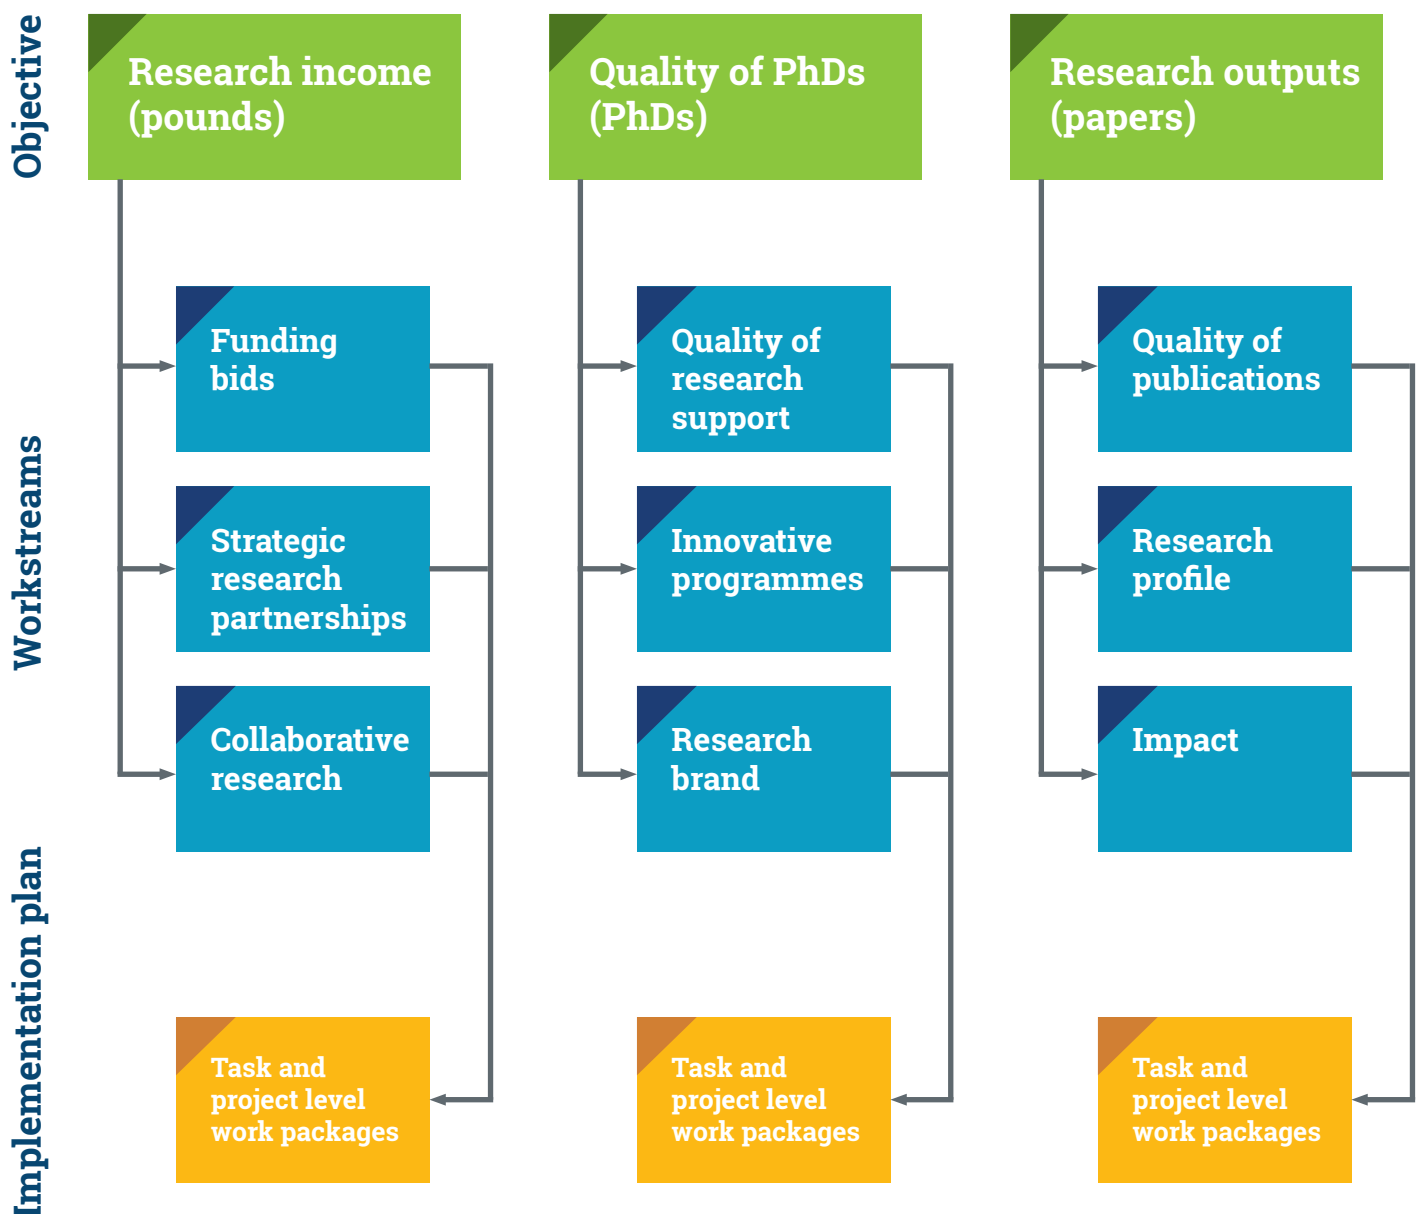 Objective
Research income
(pounds)
Quality of PhDs
(PhDs)
Research outputs
(papers)
Workstreams
Funding
bids
Strategic
research
partnerships
Collaborative
research
Quality of
research
support
Innovative
programmes
Research
brand
Quality of
publications
Research
profile
Impact
Implementation plan
Task and
project level
work packages
Task and
project level
work packages
Task and
project level
work packages